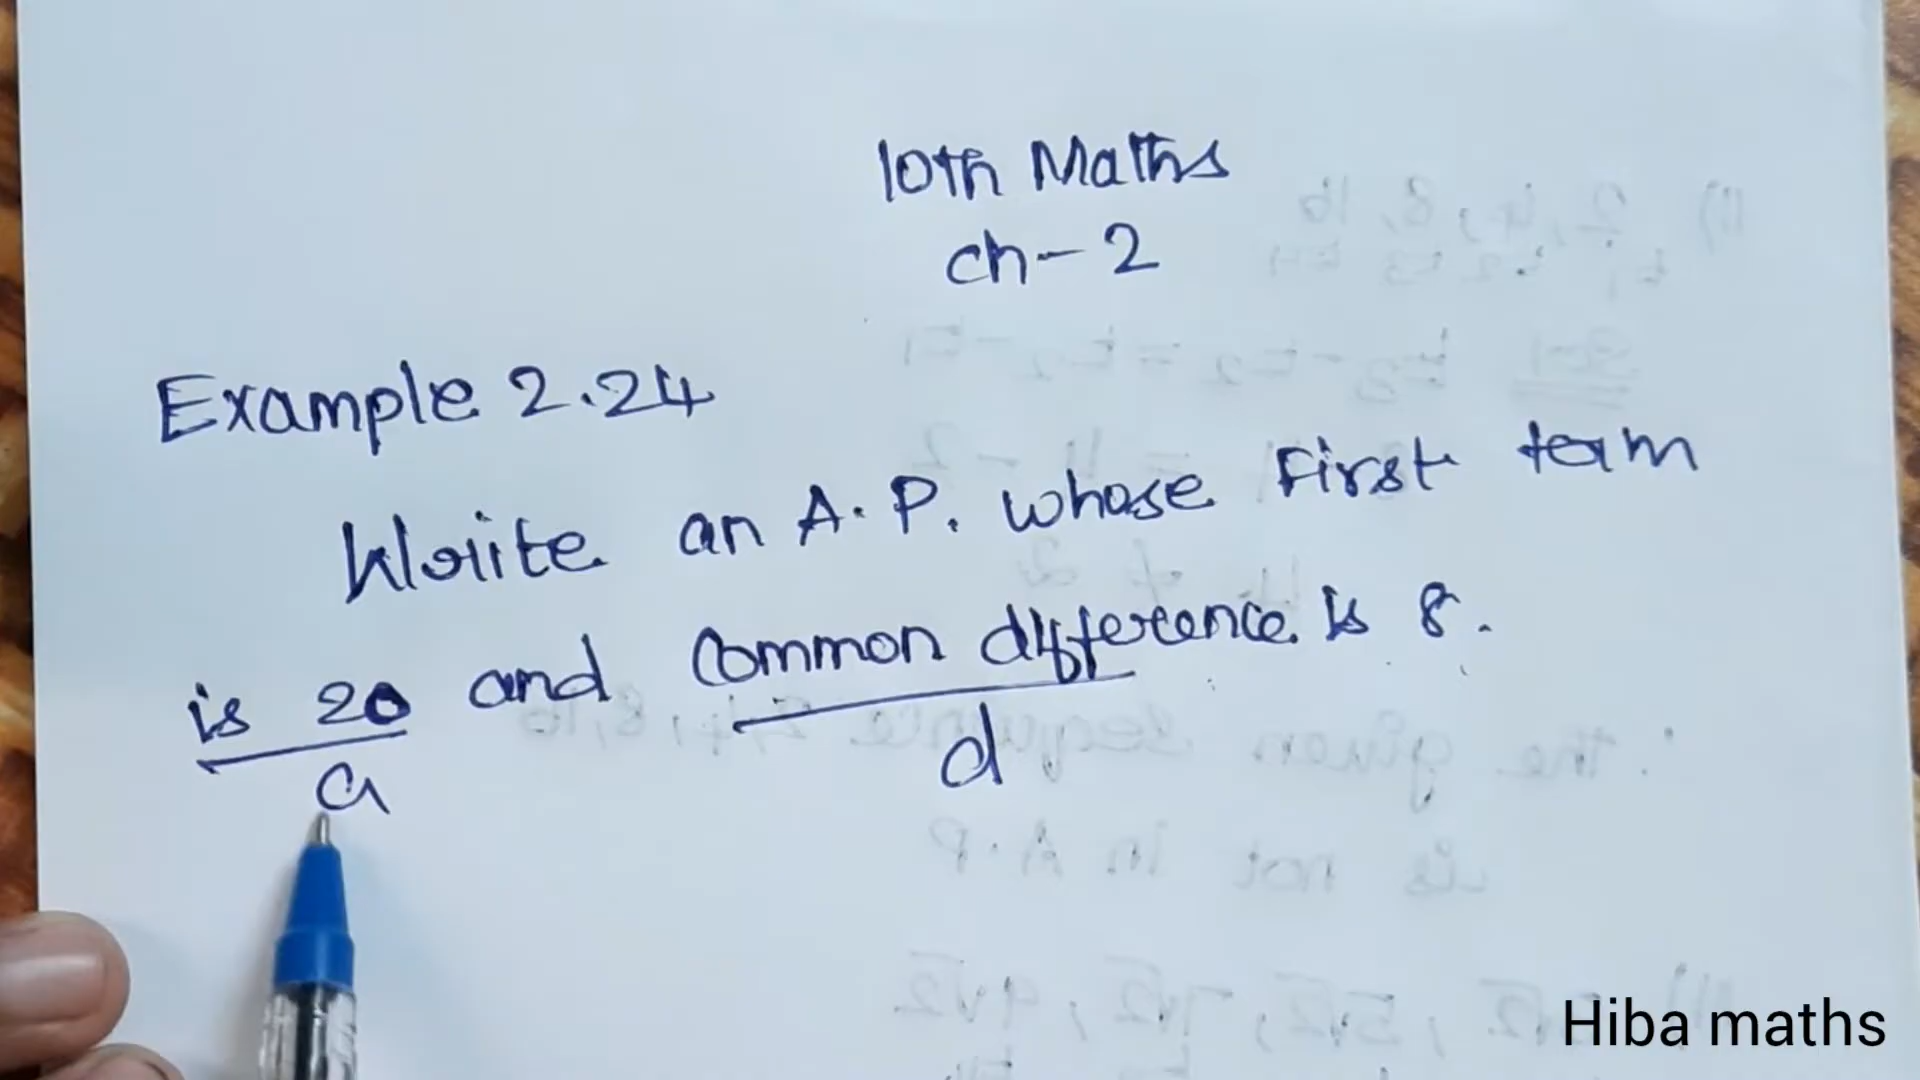 10th Maths
ch-2
Example 2.24
Write an A.P. whose first term
is 20 and Common difference is 8.
a
d
Hiba maths